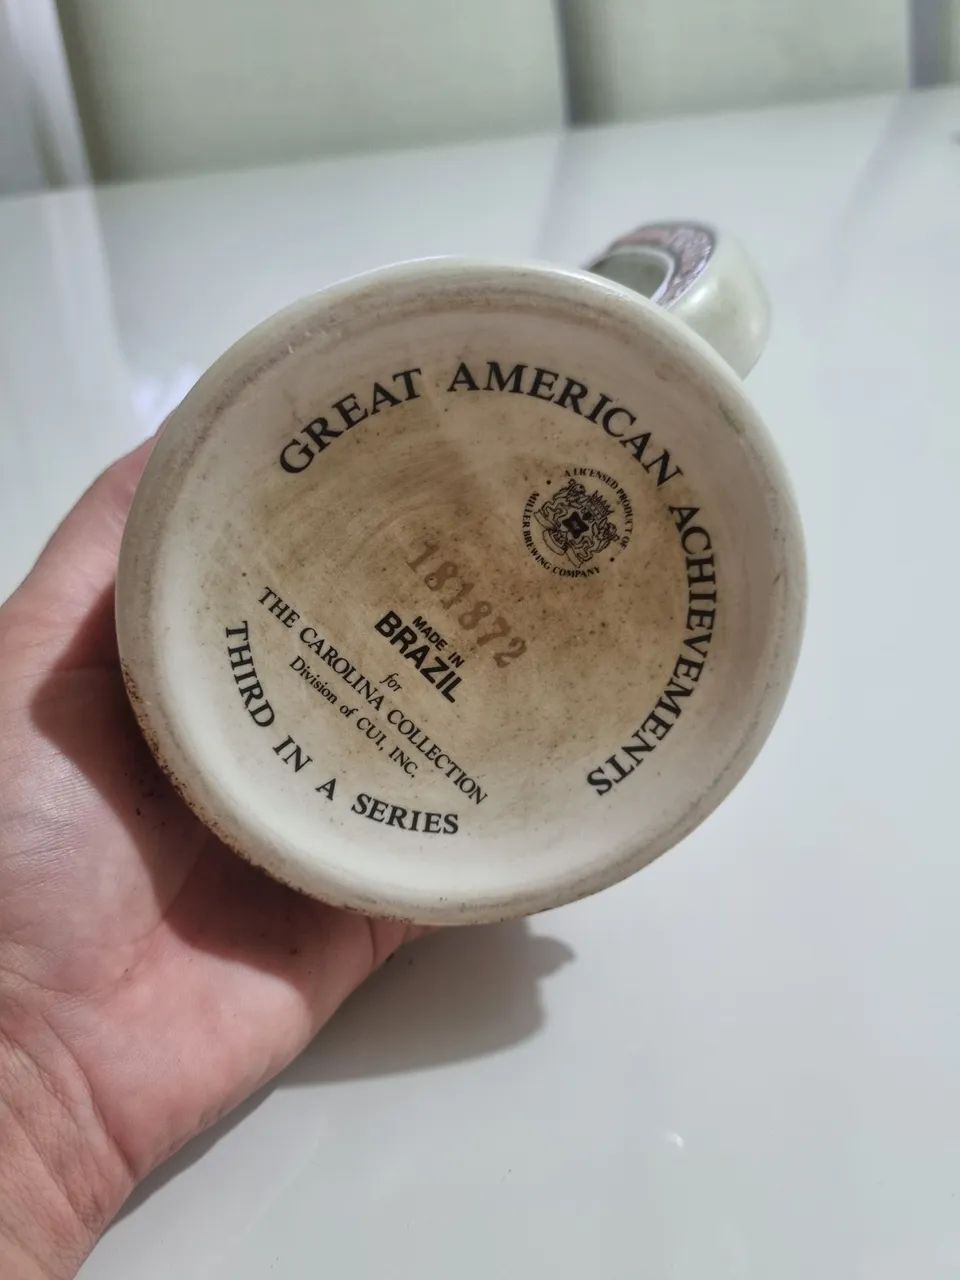 GREAT AMERICAN ACHIEVEMENTS
A LICENSED PRODUCT OF
MILLER BREWING COMPANY
181872
MADE IN
BRAZIL
for
THE CAROLINA COLLECTION
Division of CUI, INC.
THIRD IN A SERIES